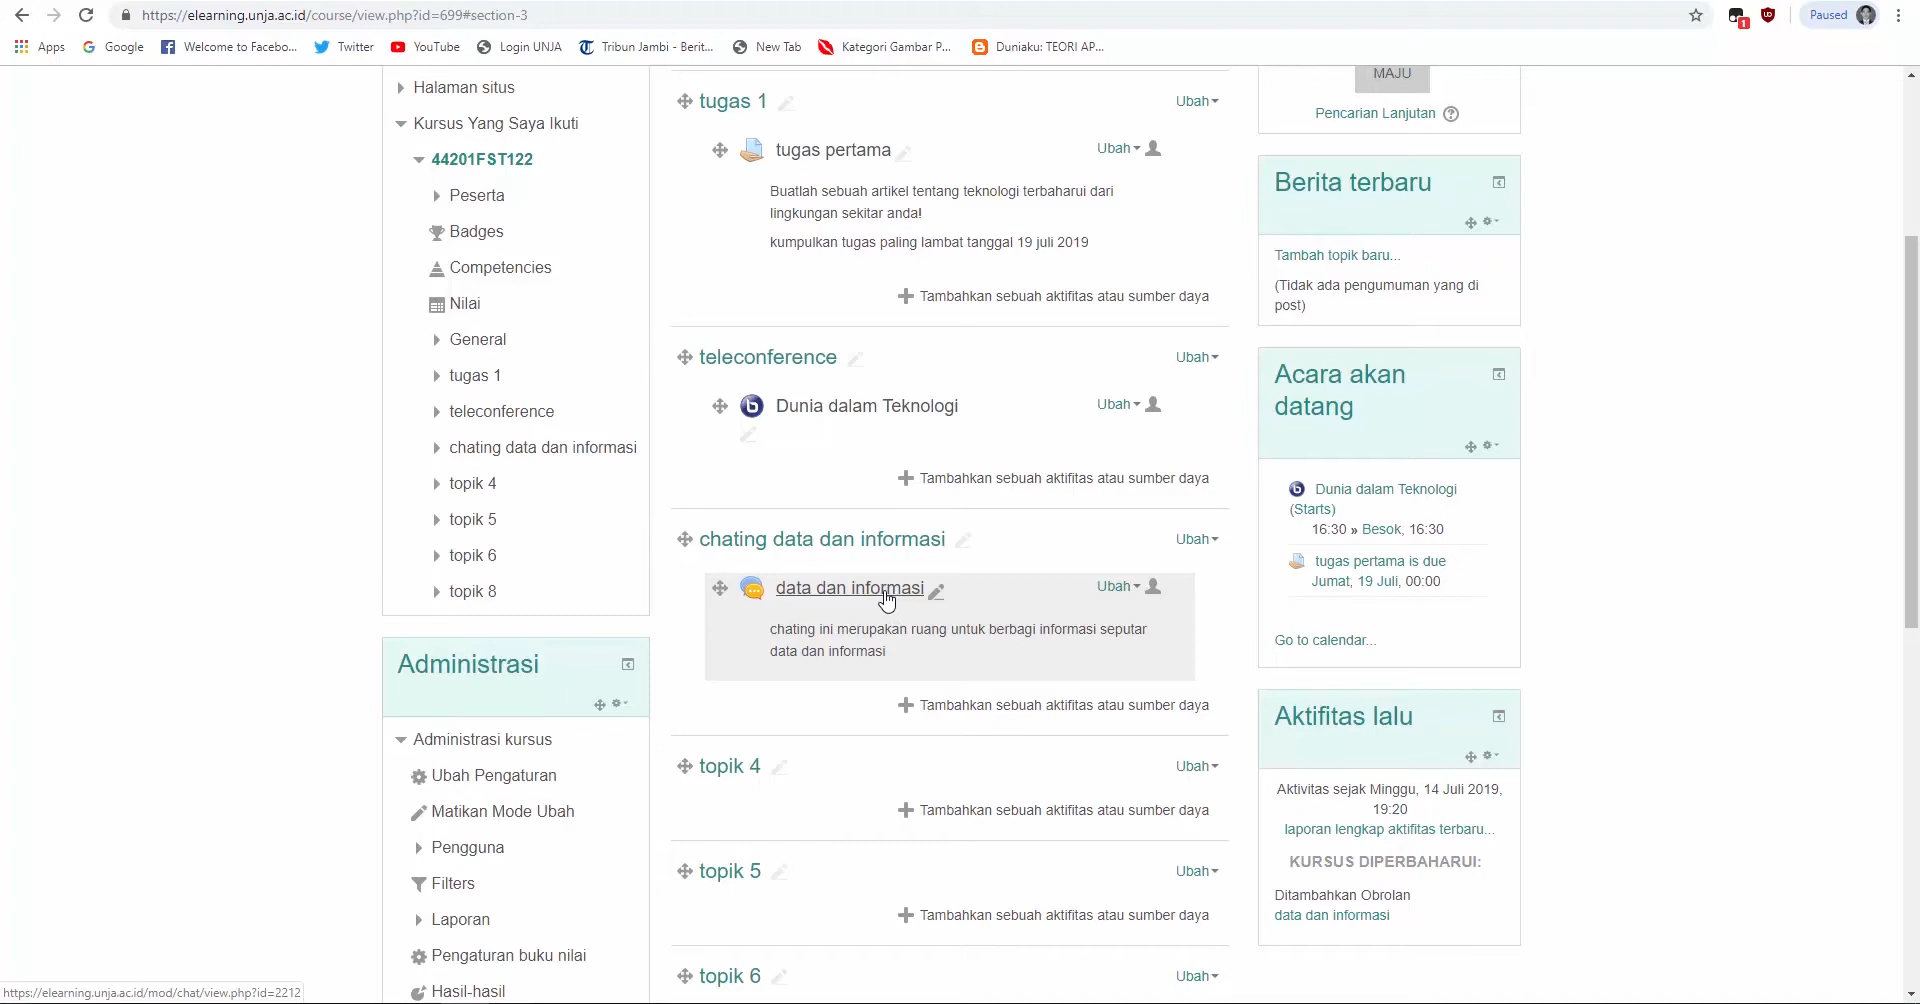 https://elearning.unja.ac.id/course/view.php?id=699#section-3
Paused
1
Apps
Google
Welcome to Facebo...
Twitter
YouTube
Login UNJA
Tribun Jambi - Berit...
New Tab
Kategori Gambar P...
Duniaku: TEORI AP...
Halaman situs
Kursus Yang Saya Ikuti
44201FST122
Peserta
Badges
Competencies
Nilai
General
tugas 1
teleconference
chating data dan informasi
topik 4
topik 5
topik 6
topik 8
Administrasi
Administrasi kursus
Ubah Pengaturan
Matikan Mode Ubah
Pengguna
Filters
Laporan
Pengaturan buku nilai
Hasil-hasil
tugas 1
Ubah
tugas pertama
Ubah
Buatlah sebuah artikel tentang teknologi terbaharui dari
lingkungan sekitar anda!
kumpulkan tugas paling lambat tanggal 19 juli 2019
Tambahkan sebuah aktifitas atau sumber daya
teleconference
Ubah
Dunia dalam Teknologi
Ubah
Tambahkan sebuah aktifitas atau sumber daya
chating data dan informasi
Ubah
data dan informasi
Ubah
chating ini merupakan ruang untuk berbagi informasi seputar
data dan informasi
Tambahkan sebuah aktifitas atau sumber daya
topik 4
Ubah
Tambahkan sebuah aktifitas atau sumber daya
topik 5
Ubah
Tambahkan sebuah aktifitas atau sumber daya
topik 6
Ubah
MAJU
Pencarian Lanjutan
Berita terbaru
Tambah topik baru...
(Tidak ada pengumuman yang di
post)
Acara akan
datang
Dunia dalam Teknologi
(Starts)
16:30 » Besok, 16:30
tugas pertama is due
Jumat, 19 Juli, 00:00
Go to calendar...
Aktifitas lalu
Aktivitas sejak Minggu, 14 Juli 2019,
19:20
laporan lengkap aktifitas terbaru...
KURSUS DIPERBAHARUI:
Ditambahkan Obrolan
data dan informasi
https://elearning.unja.ac.id/mod/chat/view.php?id=2212